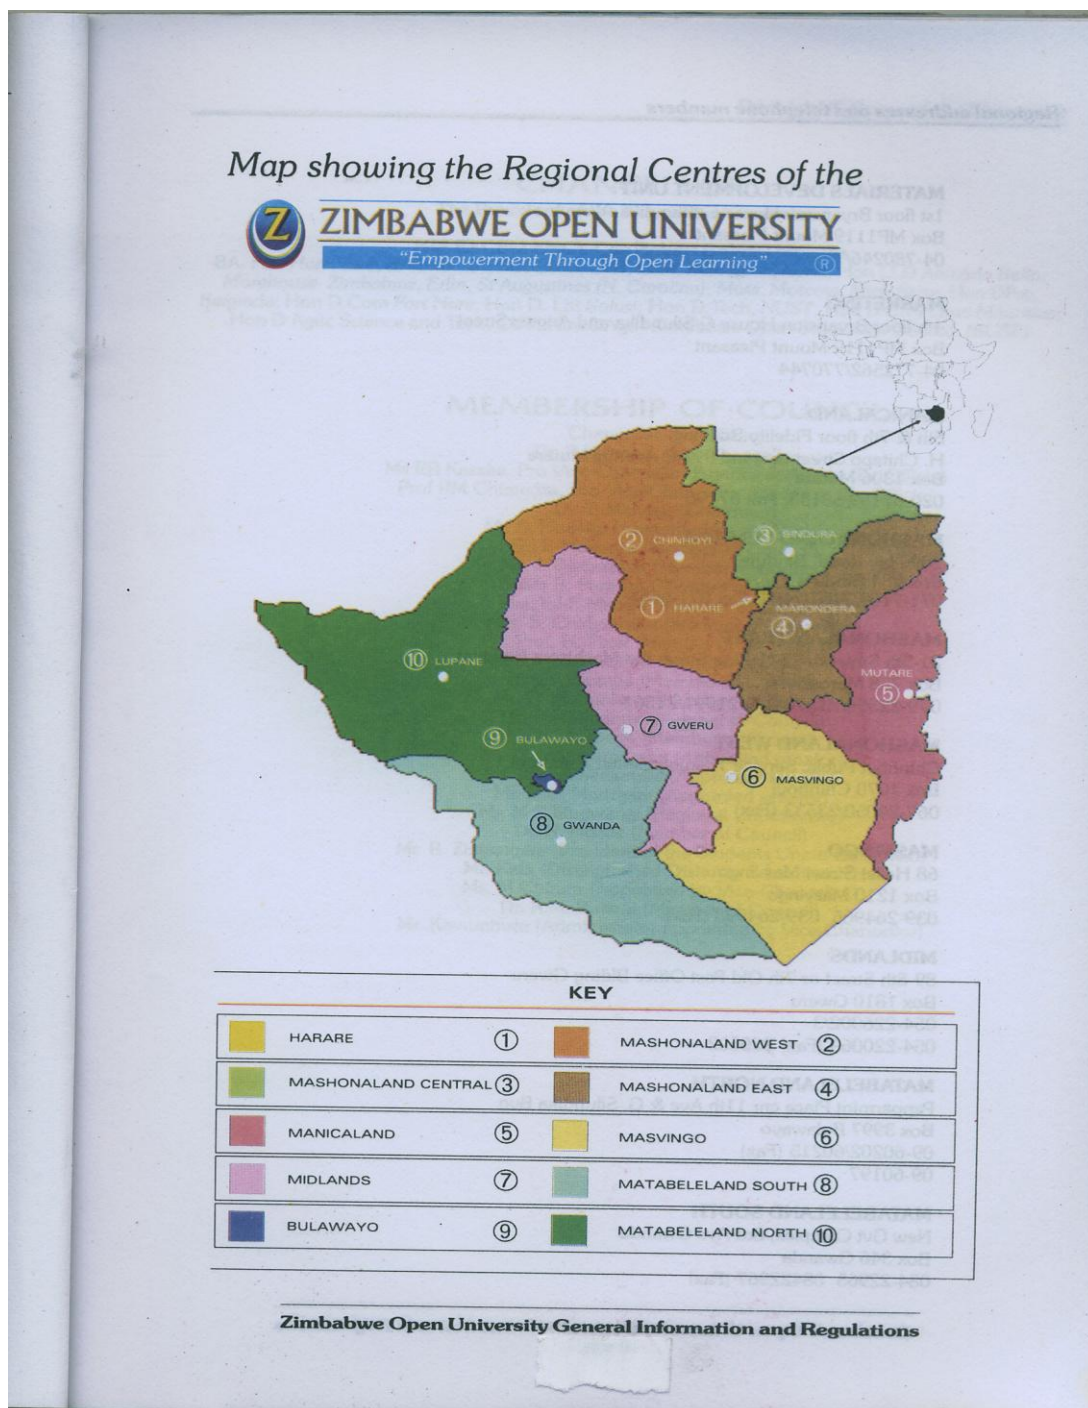 Map showing the Regional Centres of the
Z ZIMBABWE OPEN UNIVERSITY
"Empowerment Through Open Learning" ®
② CHINHOYI
③ BINDURA
① HARARE
MARONDERA
④
⑩ LUPANE
MUTARE
⑤
⑦ GWERU
⑨ BULAWAYO
⑥ MASVINGO
⑧ GWANDA
KEY
HARARE ① MASHONALAND WEST ②
MASHONALAND CENTRAL ③ MASHONALAND EAST ④
MANICALAND ⑤ MASVINGO ⑥
MIDLANDS ⑦ MATABELELAND SOUTH ⑧
BULAWAYO ⑨ MATABELELAND NORTH ⑩
Zimbabwe Open University General Information and Regulations